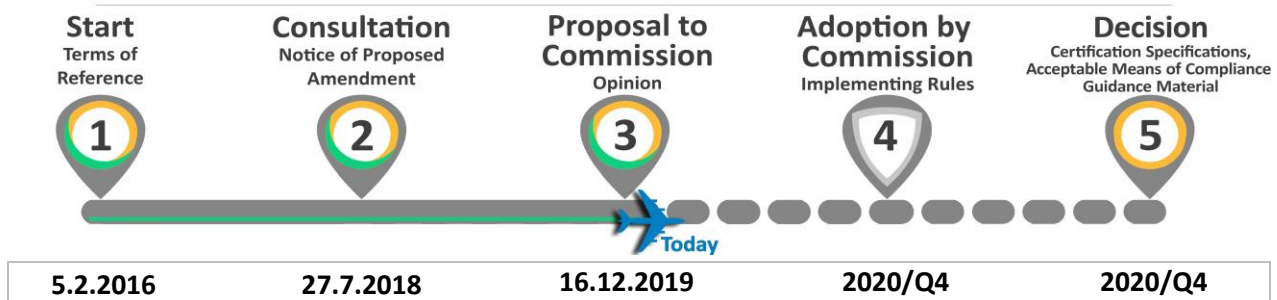 Start
Terms of
Reference
1
Consultation
Notice of Proposed
Amendment
2
Proposal to
Commission
Opinion
3
Adoption by
Commission
Implementing Rules
4
Decision
Certification Specifications,
Acceptable Means of Compliance
Guidance Material
5
Today
5.2.2016 27.7.2018 16.12.2019 2020/Q4 2020/Q4